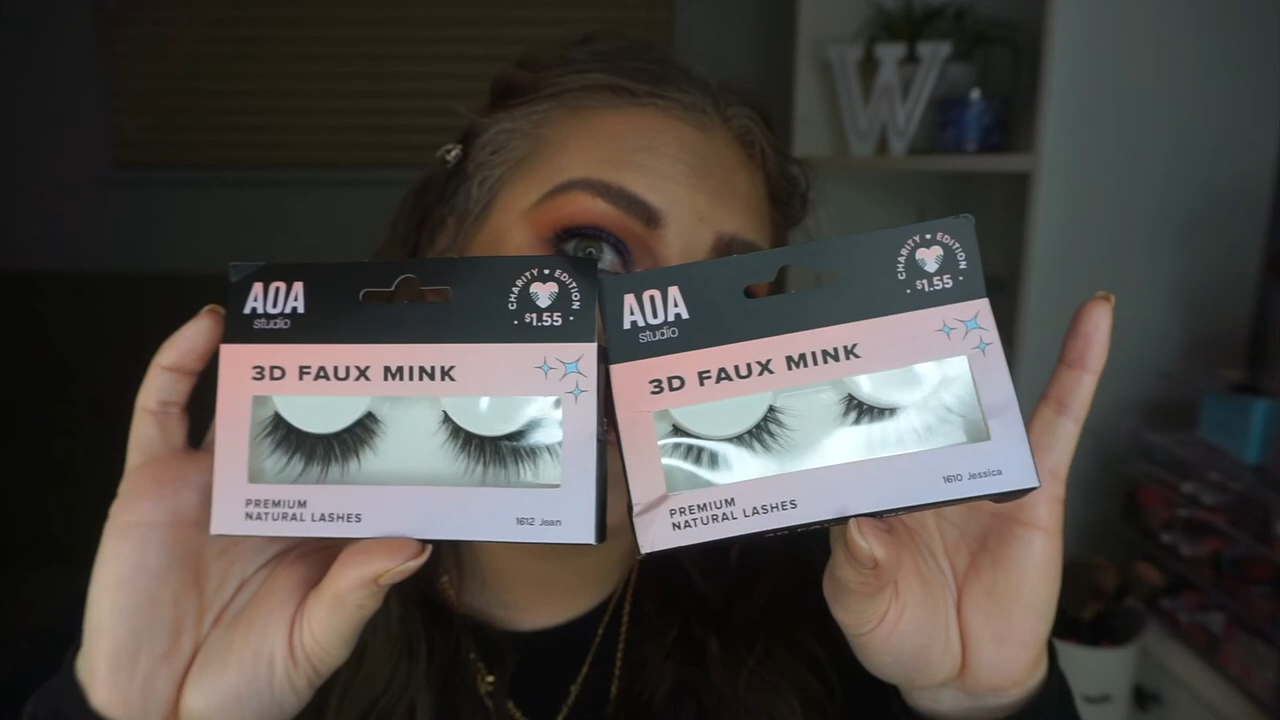 W
AOA
studio
CHARITY ♥ EDITION
• $1.55 •
3D FAUX MINK
PREMIUM
NATURAL LASHES
1612 Jean
AOA
studio
CHARITY ♥ EDITION
• $1.55 •
3D FAUX MINK
PREMIUM
NATURAL LASHES
1610 Jessica